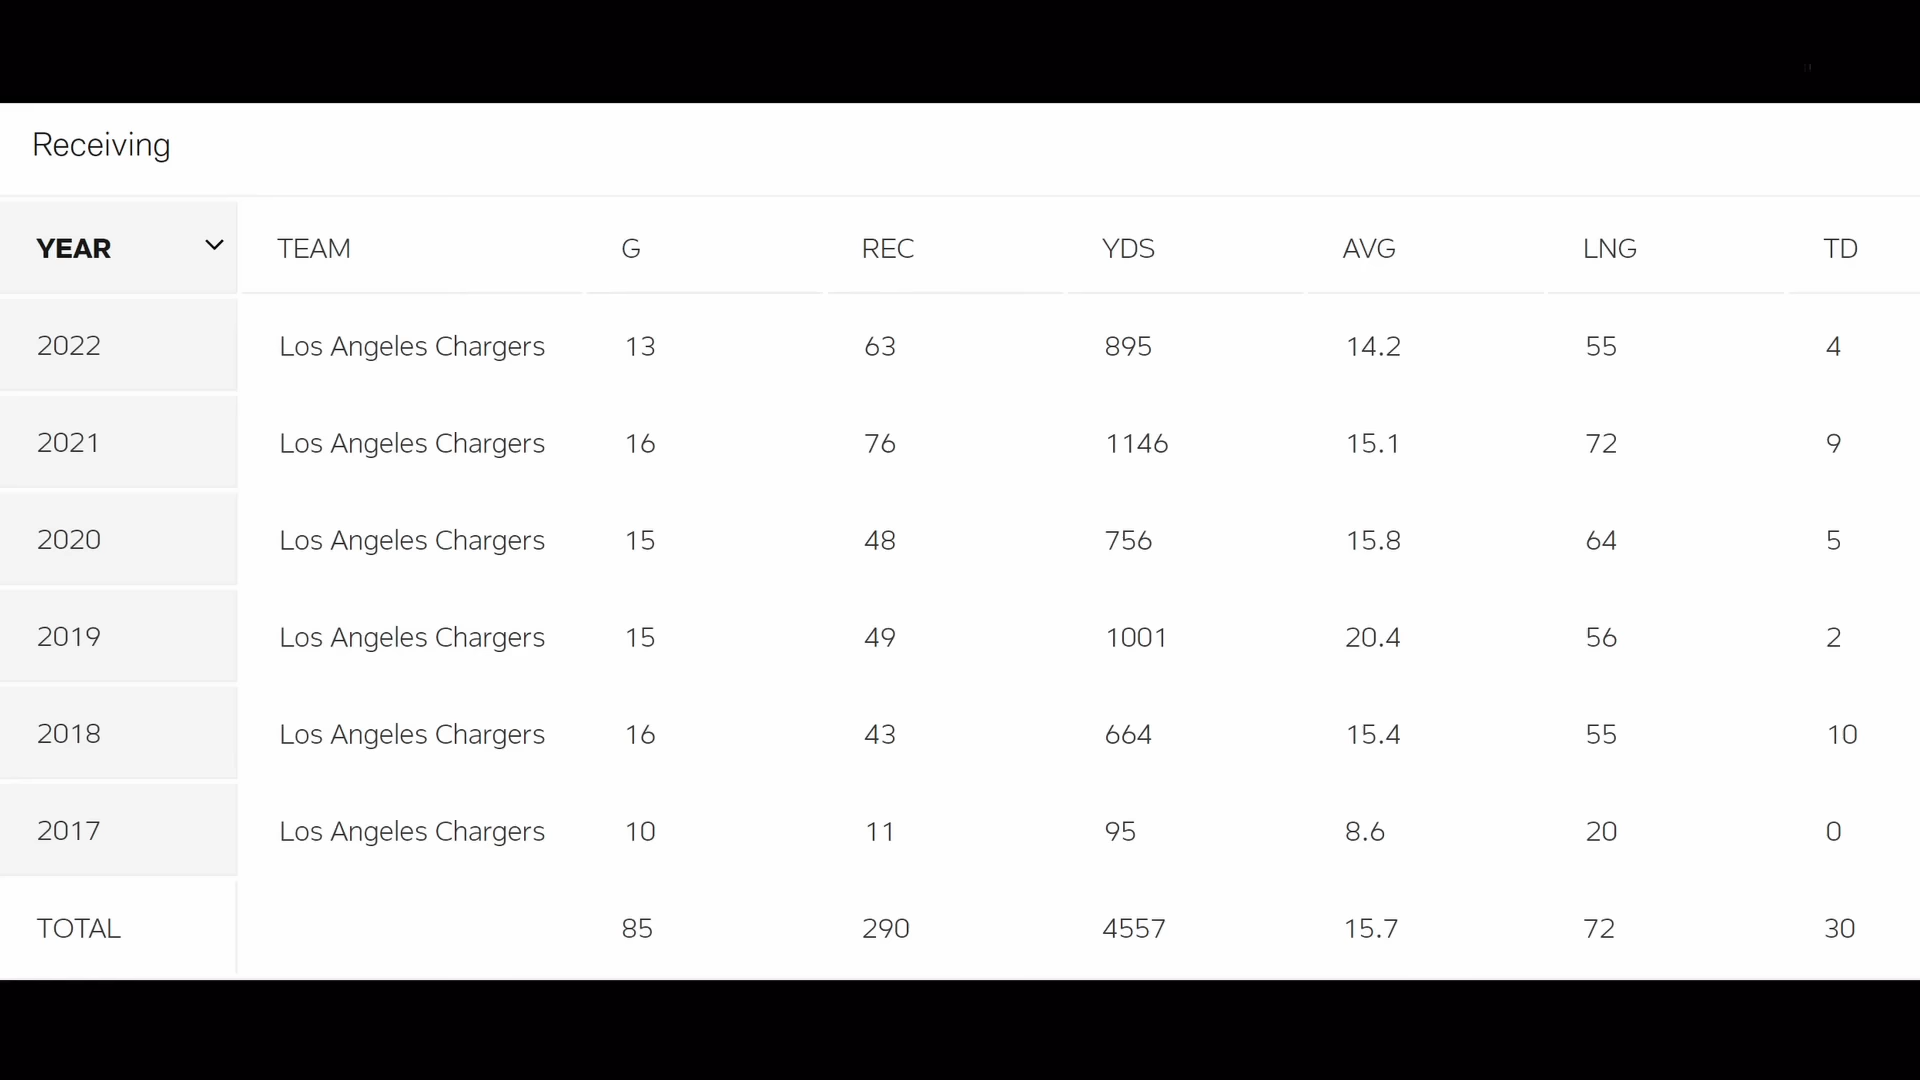 Receiving
YEAR TEAM G REC YDS AVG LNG TD
2022 Los Angeles Chargers 13 63 895 14.2 55 4
2021 Los Angeles Chargers 16 76 1146 15.1 72 9
2020 Los Angeles Chargers 15 48 756 15.8 64 5
2019 Los Angeles Chargers 15 49 1001 20.4 56 2
2018 Los Angeles Chargers 16 43 664 15.4 55 10
2017 Los Angeles Chargers 10 11 95 8.6 20 0
TOTAL 85 290 4557 15.7 72 30